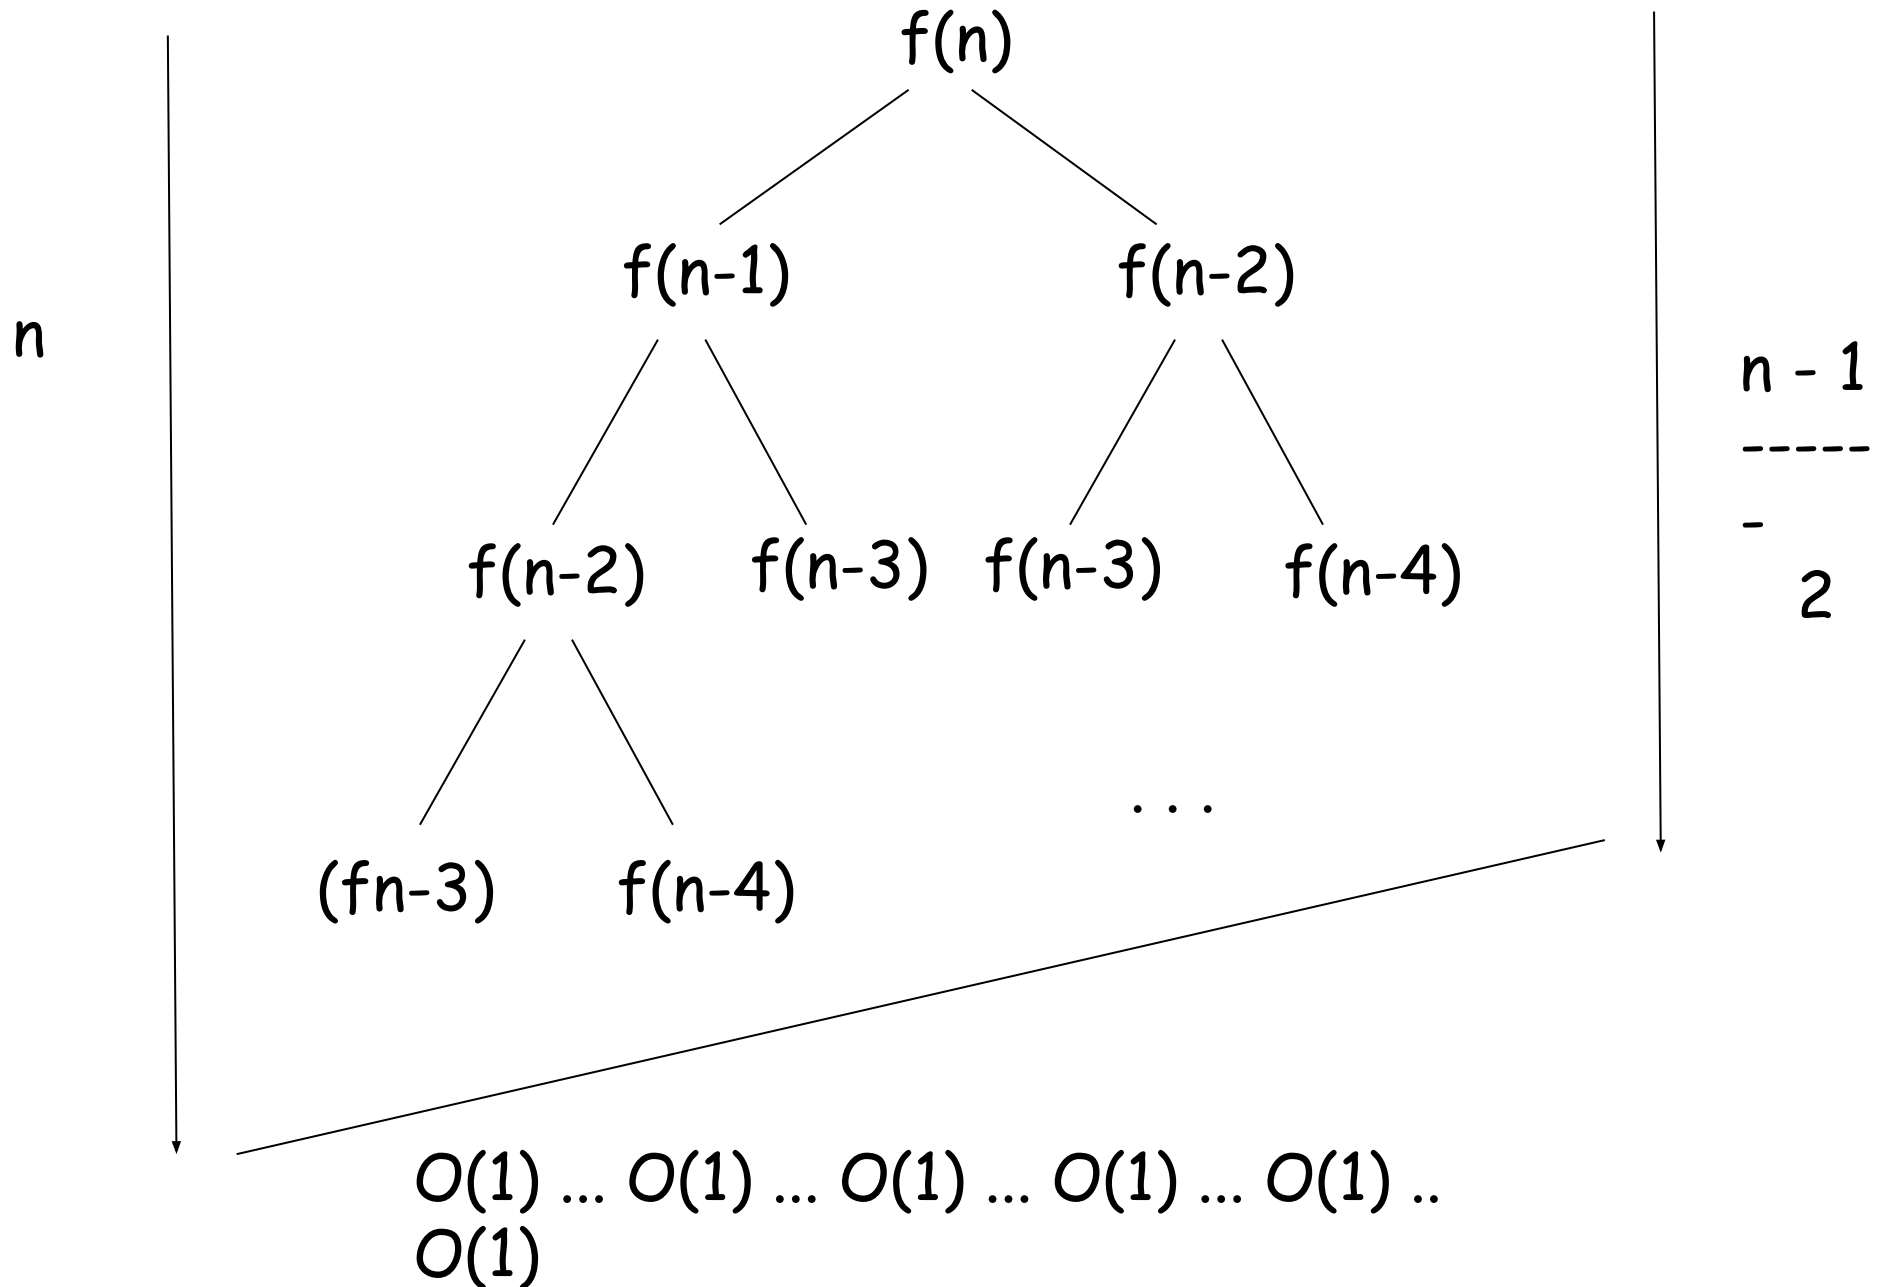 f(n)
f(n-1)
f(n-2)
n
n - 1
-----
-
2
f(n-2)
f(n-3)
f(n-3)
f(n-4)
. . .
(fn-3)
f(n-4)
O(1) ... O(1) ... O(1) ... O(1) ... O(1) ..
O(1)